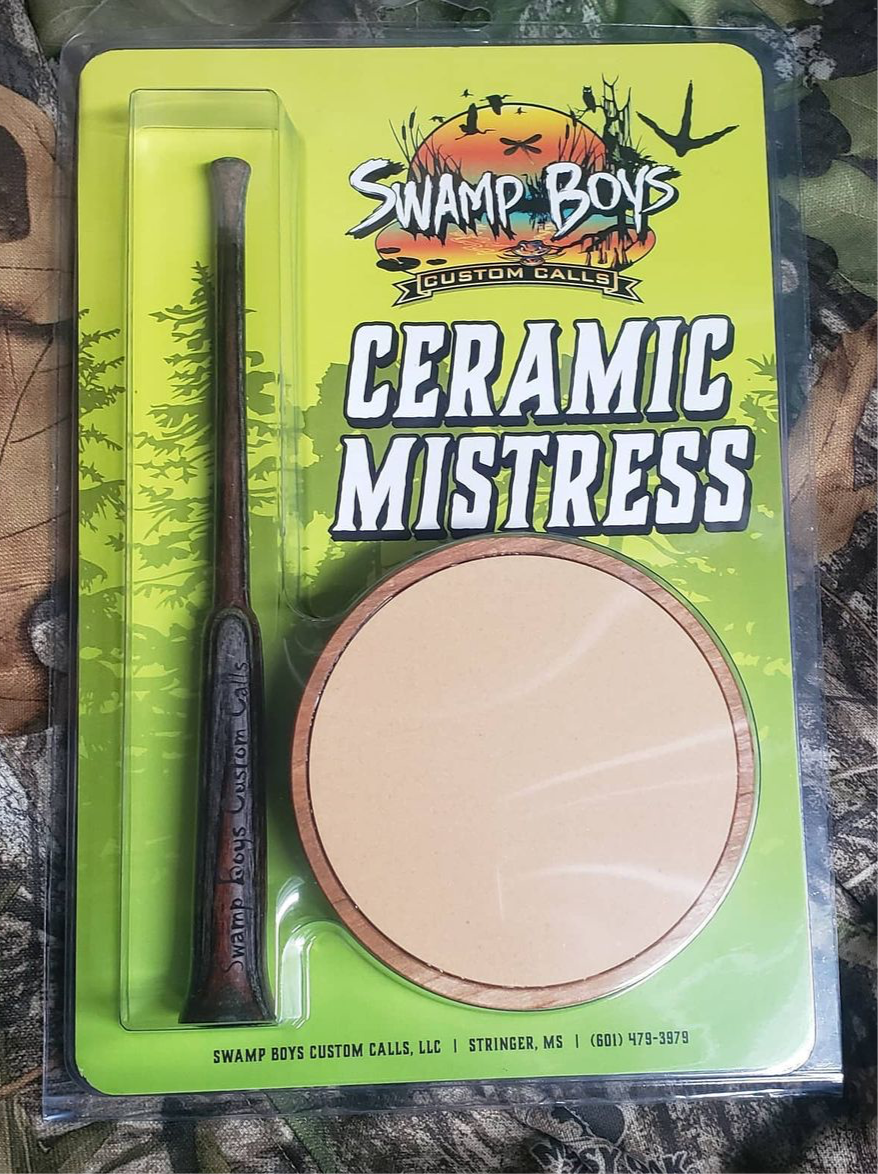 SWAMP BOYS
CUSTOM CALLS
CERAMIC
MISTRESS
Swamp Boys Custom Calls
SWAMP BOYS CUSTOM CALLS, LLC | STRINGER, MS | (601) 479-3979